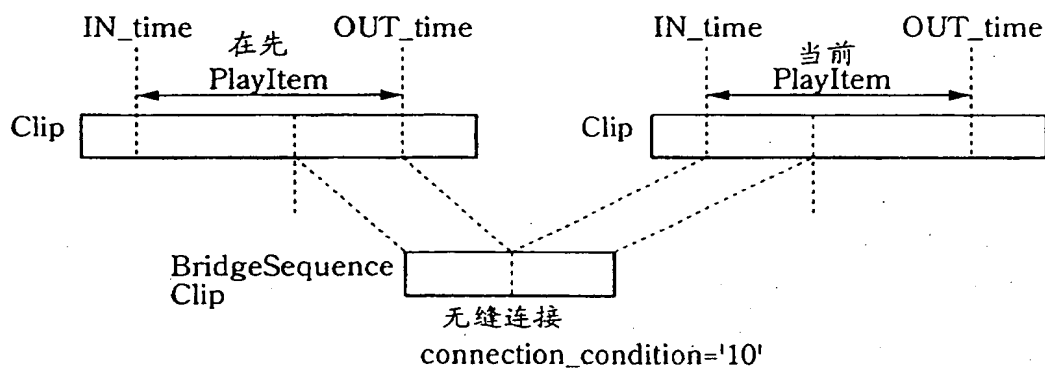 IN_time
OUT_time
在先
PlayItem
Clip
IN_time
OUT_time
当前
PlayItem
Clip
BridgeSequence
Clip
无缝连接
connection_condition='10'